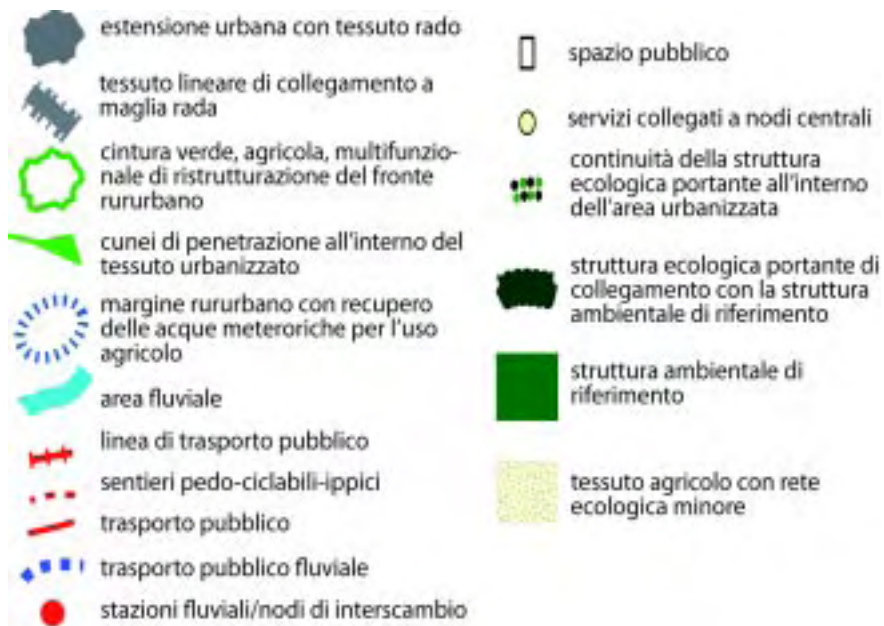 estensione urbana con tessuto rado
tessuto lineare di collegamento a
maglia rada
cintura verde, agricola, multifunzio-
nale di ristrutturazione del fronte
rururbano
cunei di penetrazione all'interno del
tessuto urbanizzato
margine rururbano con recupero
delle acque meteroriche per l'uso
agricolo
area fluviale
linea di trasporto pubblico
sentieri pedo-ciclabili-ippici
trasporto pubblico
trasporto pubblico fluviale
stazioni fluviali/nodi di interscambio
spazio pubblico
servizi collegati a nodi centrali
continuità della struttura
ecologica portante all'interno
dell'area urbanizzata
struttura ecologica portante di
collegamento con la struttura
ambientale di riferimento
struttura ambientale di
riferimento
tessuto agricolo con rete
ecologica minore